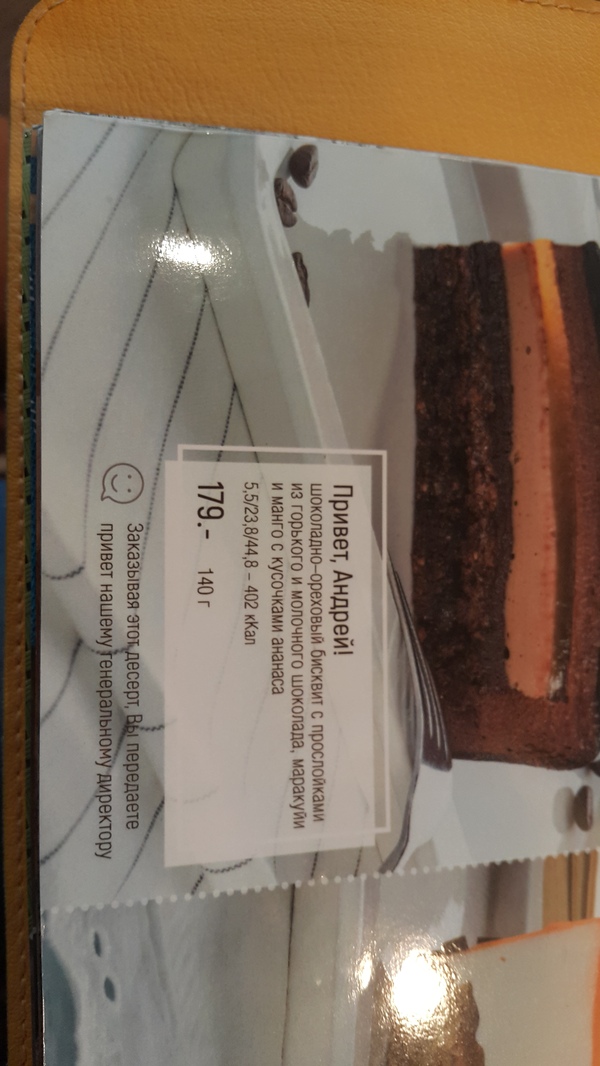 Привет, Андрей!
шоколадно-ореховый бисквит с прослойками
из горького и молочного шоколада, маракуйи
и манго с кусочками ананаса
5,5/23,8/44,8 – 402 кКал
179.- 140 г
Заказывая этот десерт, Вы передаете
привет нашему генеральному директору